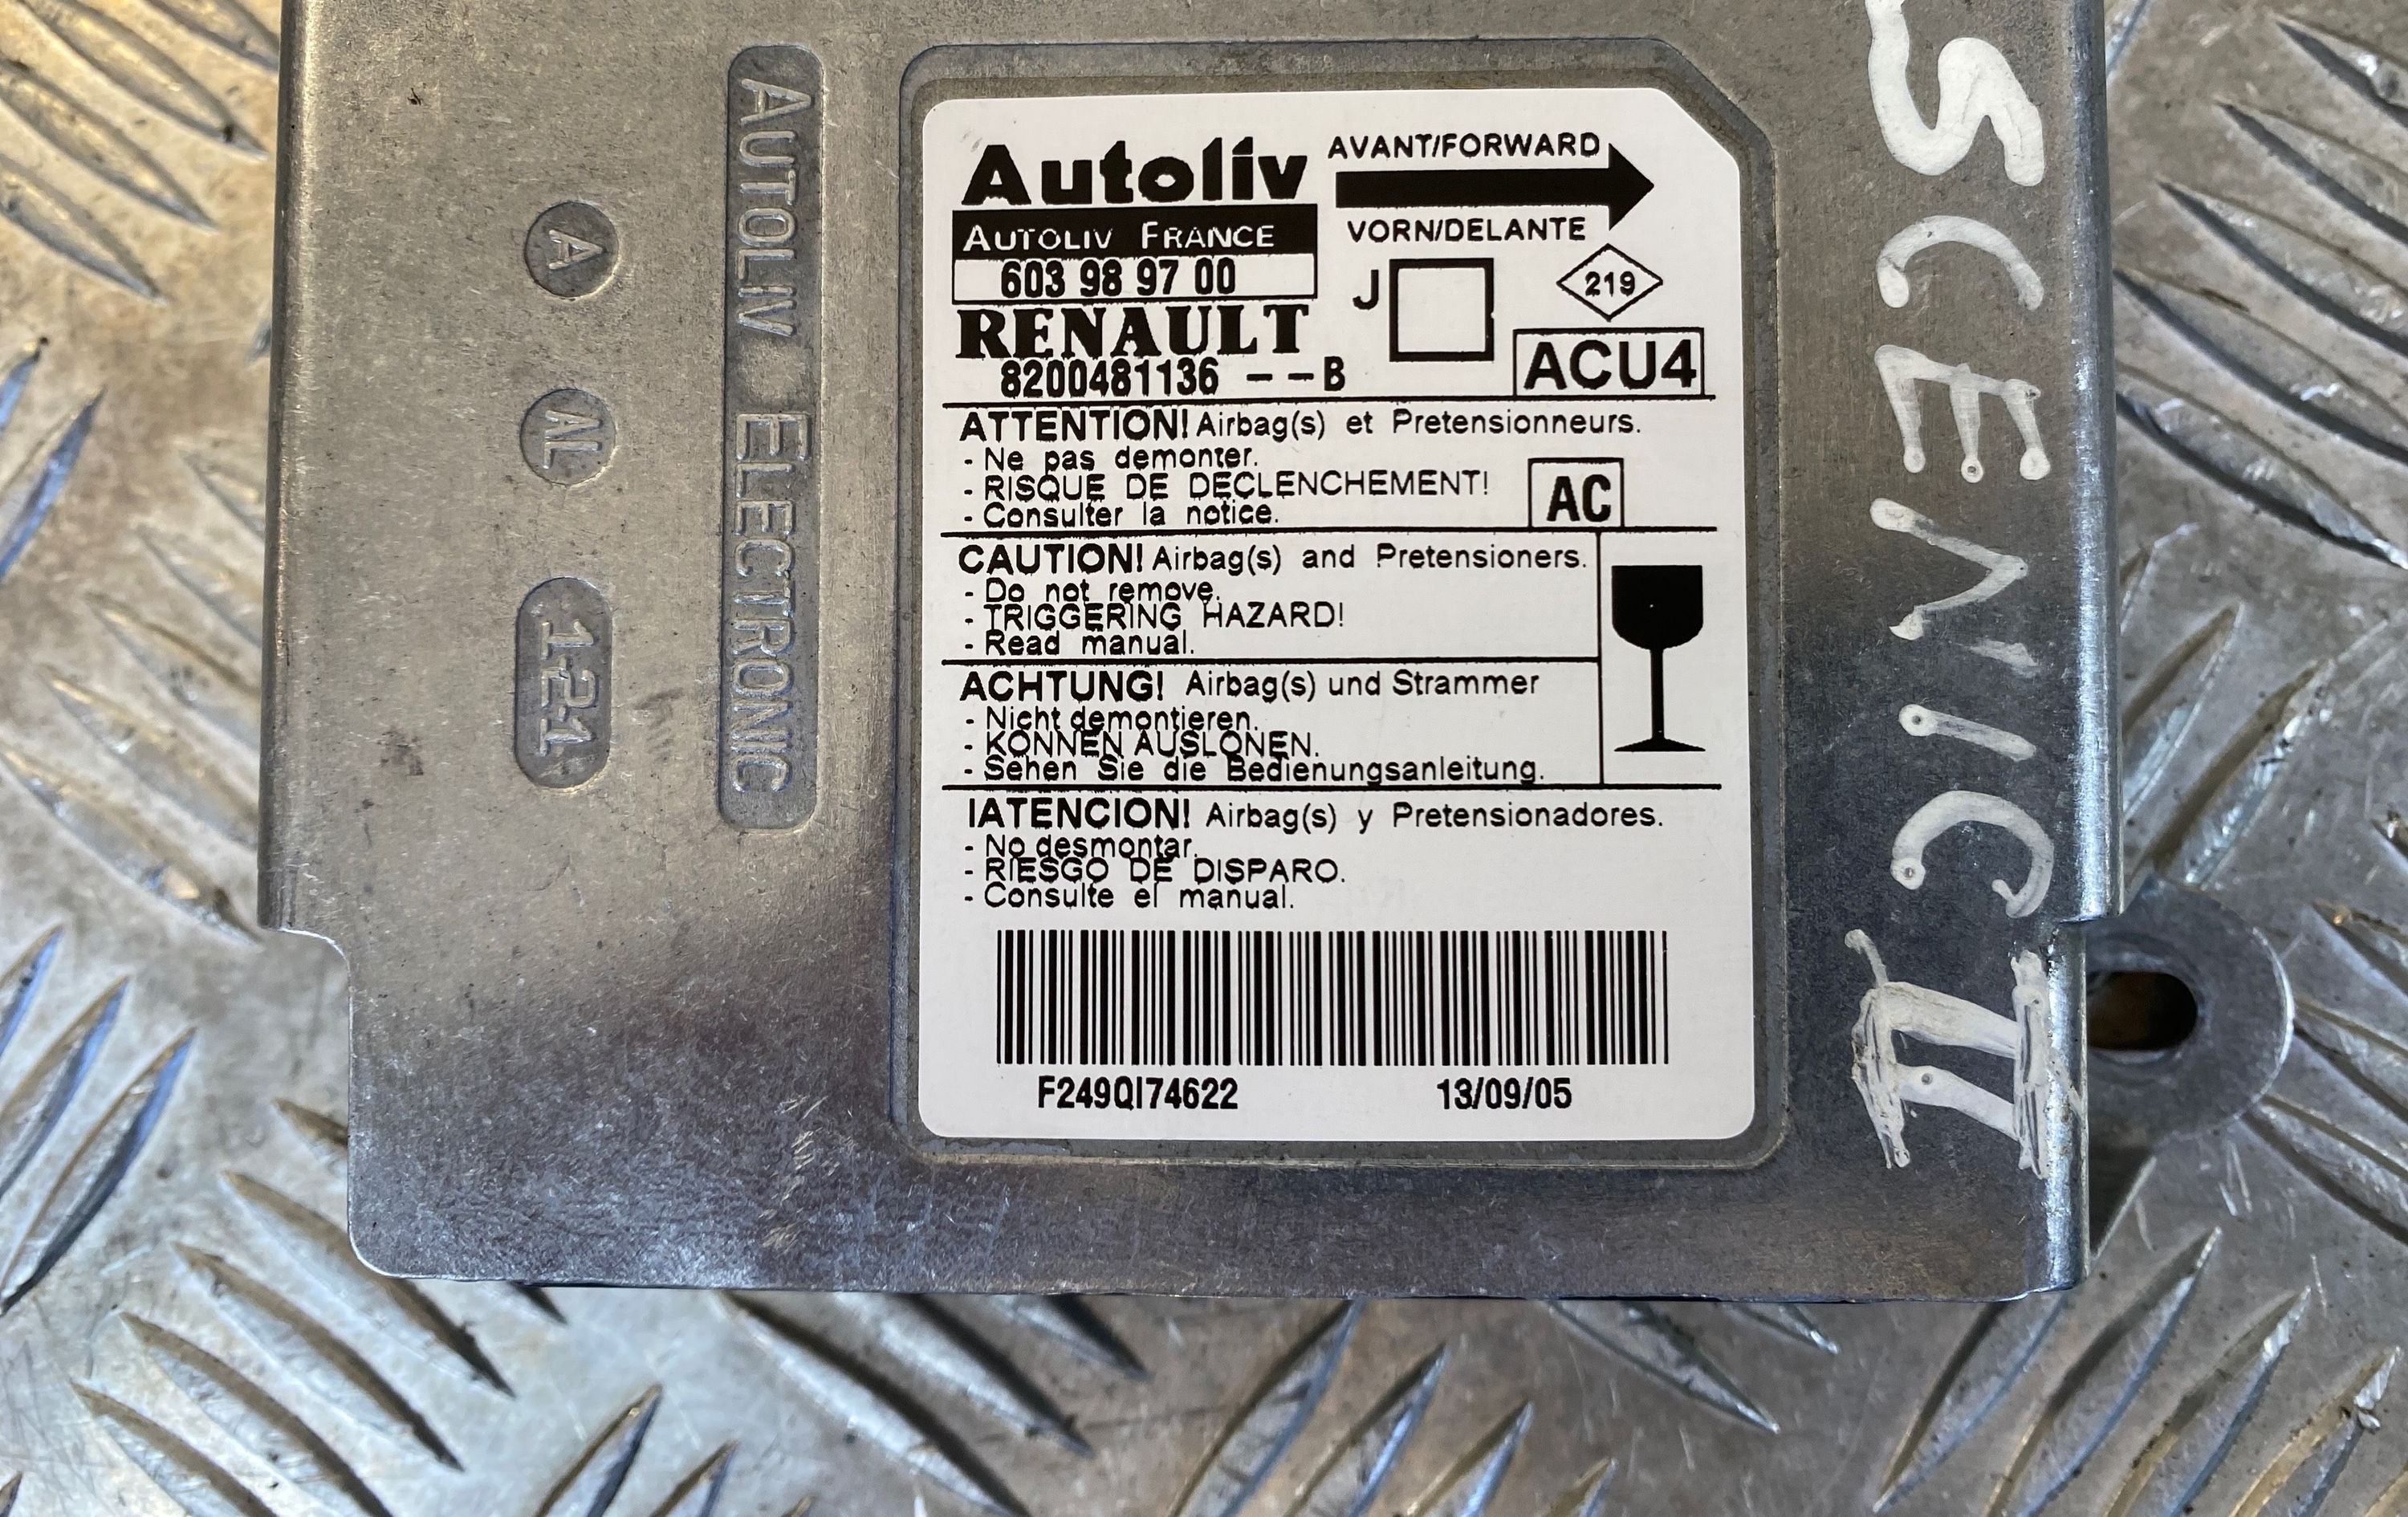 Autoliv
AUTOLIV FRANCE
603 98 97 00
RENAULT
8200481136 --B
AVANT/FORWARD
VORN/DELANTE
J
219
ACU4
ATTENTION! Airbag(s) et Pretensionneurs.
- Ne pas demonter.
- RISQUE DE DECLENCHEMENT!
- Consulter la notice.
AC
CAUTION! Airbag(s) and Pretensioners.
- Do not remove.
- TRIGGERING HAZARD!
- Read manual.
ACHTUNG! Airbag(s) und Strammer
- Nicht demontieren.
- KÖNNEN AUSLÖNEN.
- Sehen Sie die Bedienungsanleitung.
IATENCION! Airbag(s) y Pretensionadores.
- No desmontar.
- RIESGO DE DISPARO.
- Consulte el manual.
F249QI74622 13/09/05
AUTOLIV ELECTRONIC
A
AL
1-21
SCENIC II